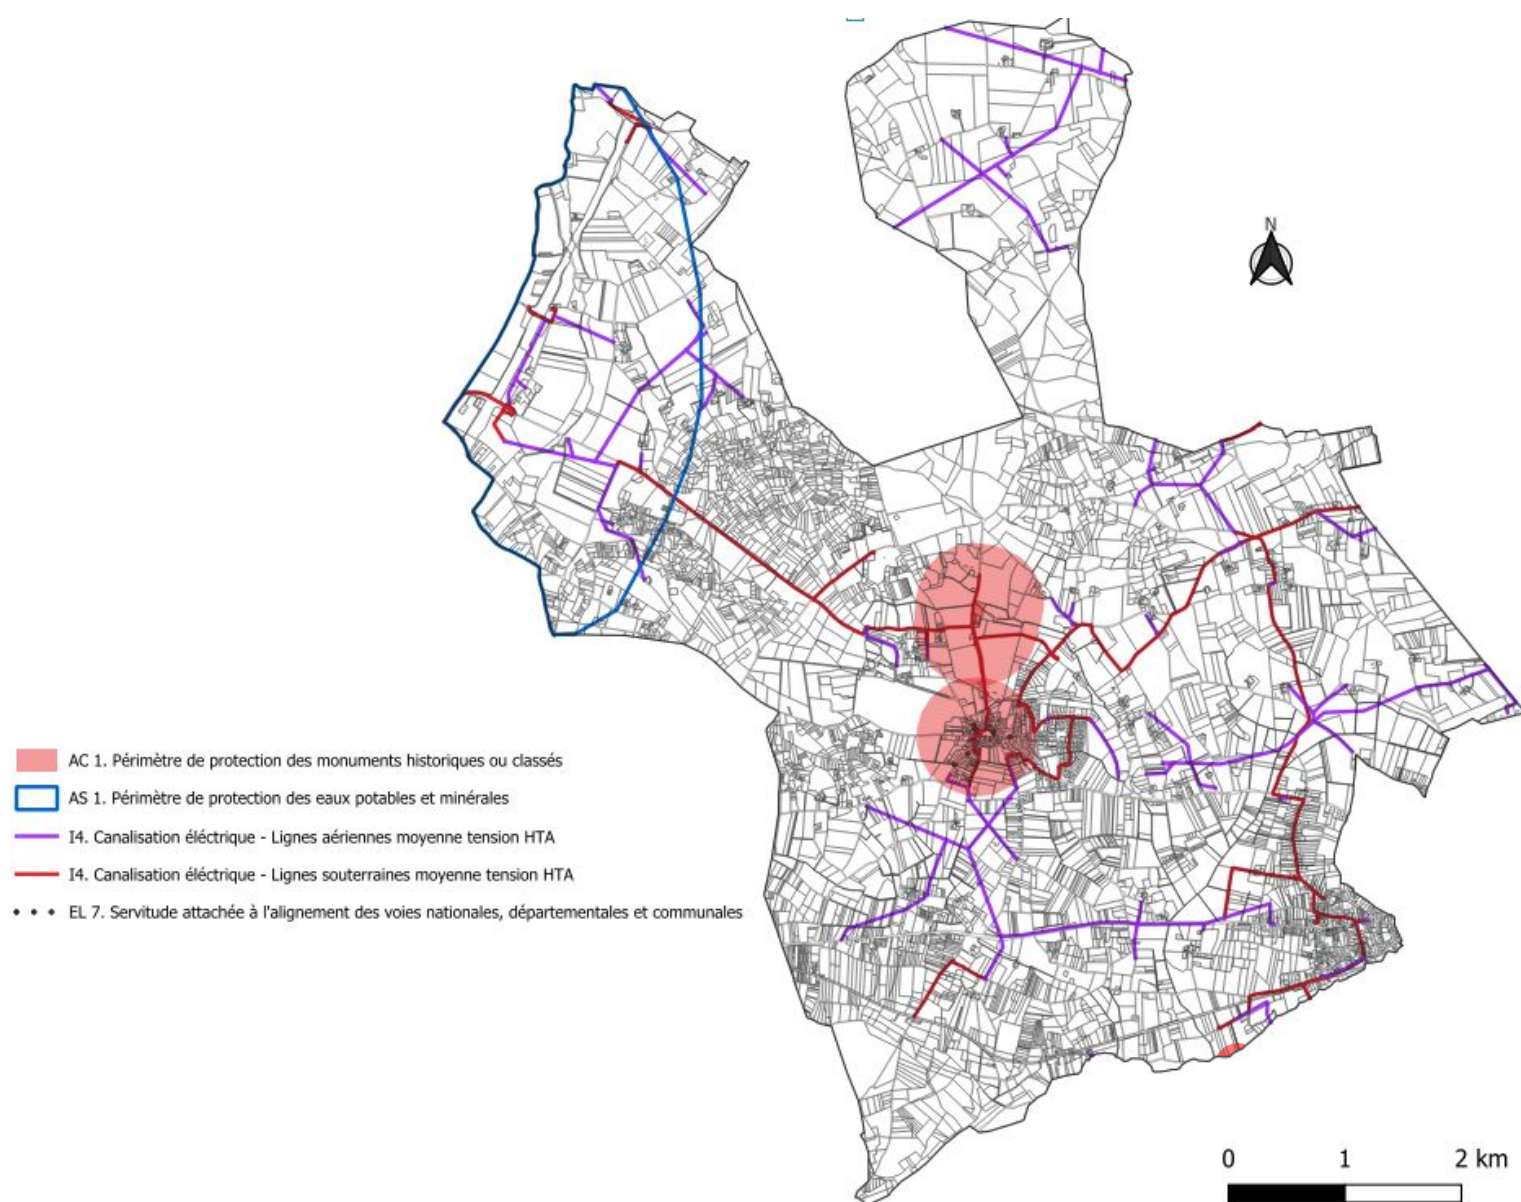 N
AC 1. Périmètre de protection des monuments historiques ou classés
AS 1. Périmètre de protection des eaux potables et minérales
I4. Canalisation éléctrique - Lignes aériennes moyenne tension HTA
I4. Canalisation éléctrique - Lignes souterraines moyenne tension HTA
EL 7. Servitude attachée à l'alignement des voies nationales, départementales et communales
0 1 2 km